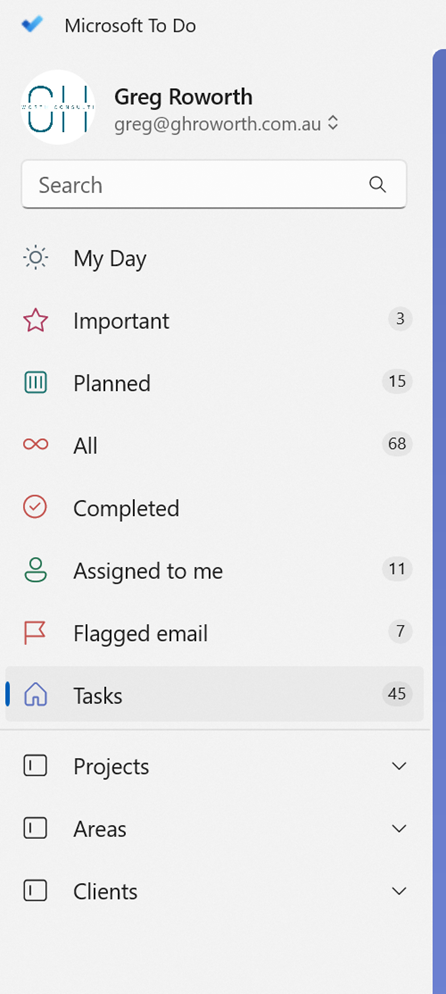 Microsoft To Do
Greg Roworth
greg@ghroworth.com.au
Search
My Day
Important 3
Planned 15
All 68
Completed
Assigned to me 11
Flagged email 7
Tasks 45
Projects
Areas
Clients